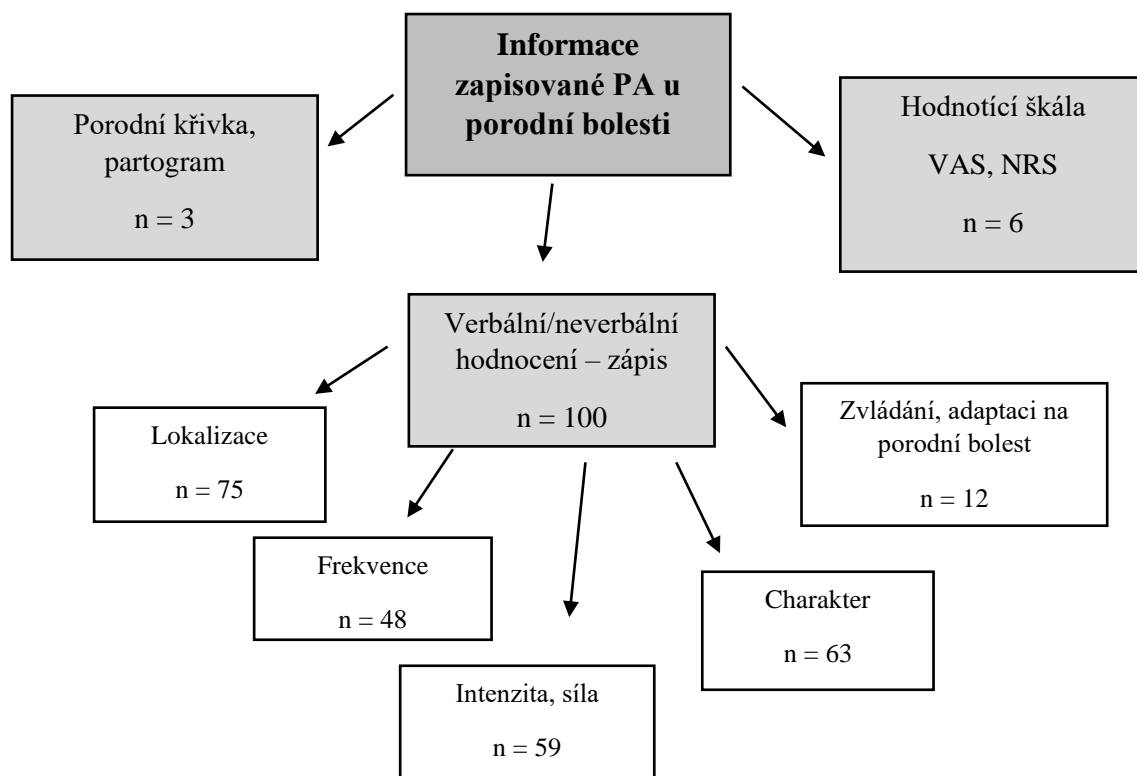 Informace
zapisované PA u
porodní bolesti
Porodní křivka,
partogram
n = 3
Hodnotící škála
VAS, NRS
n = 6
Verbální/neverbální
hodnocení – zápis
n = 100
Lokalizace
n = 75
Zvládání, adaptaci na
porodní bolest
n = 12
Frekvence
n = 48
Charakter
n = 63
Intenzita, síla
n = 59